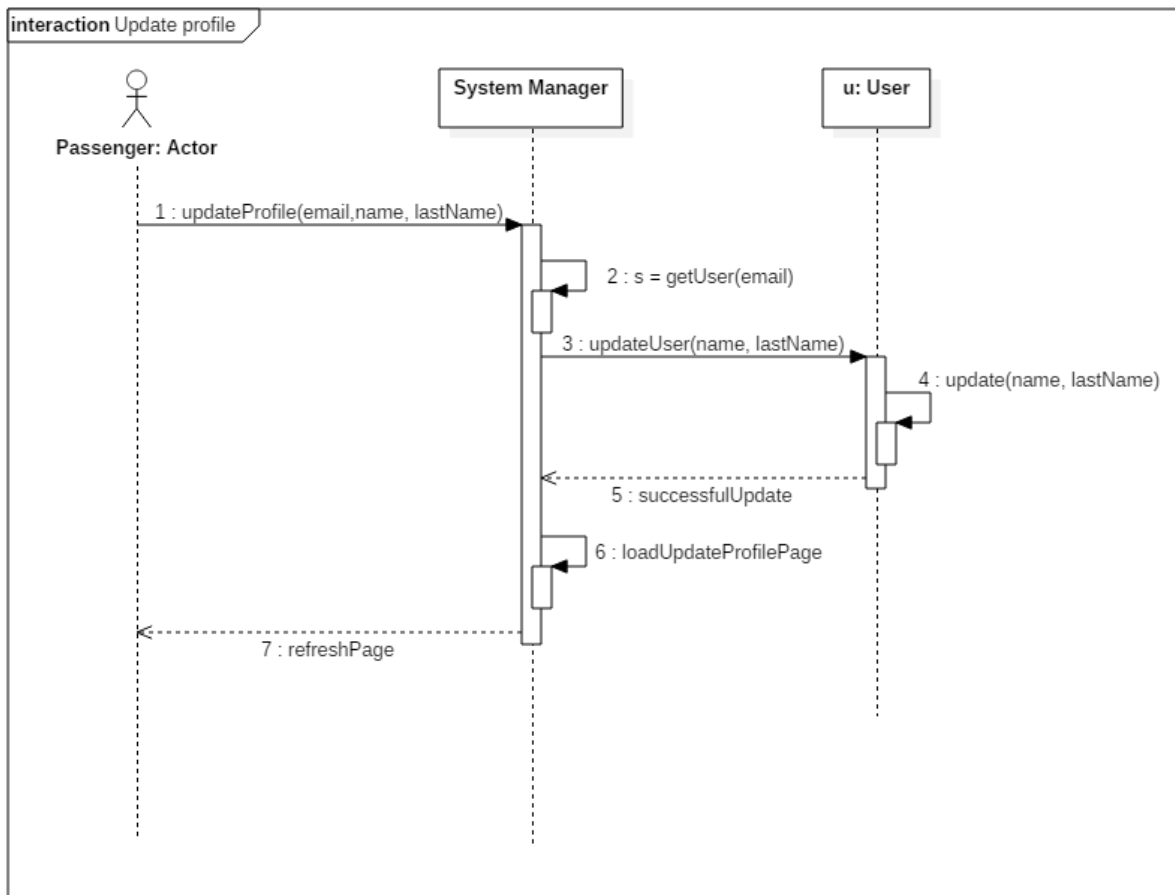 interaction Update profile
System Manager
u: User
Passenger: Actor
1 : updateProfile(email,name, lastName)
2 : s = getUser(email)
3 : updateUser(name, lastName)
4 : update(name, lastName)
5 : successfulUpdate
6 : loadUpdateProfilePage
7 : refreshPage